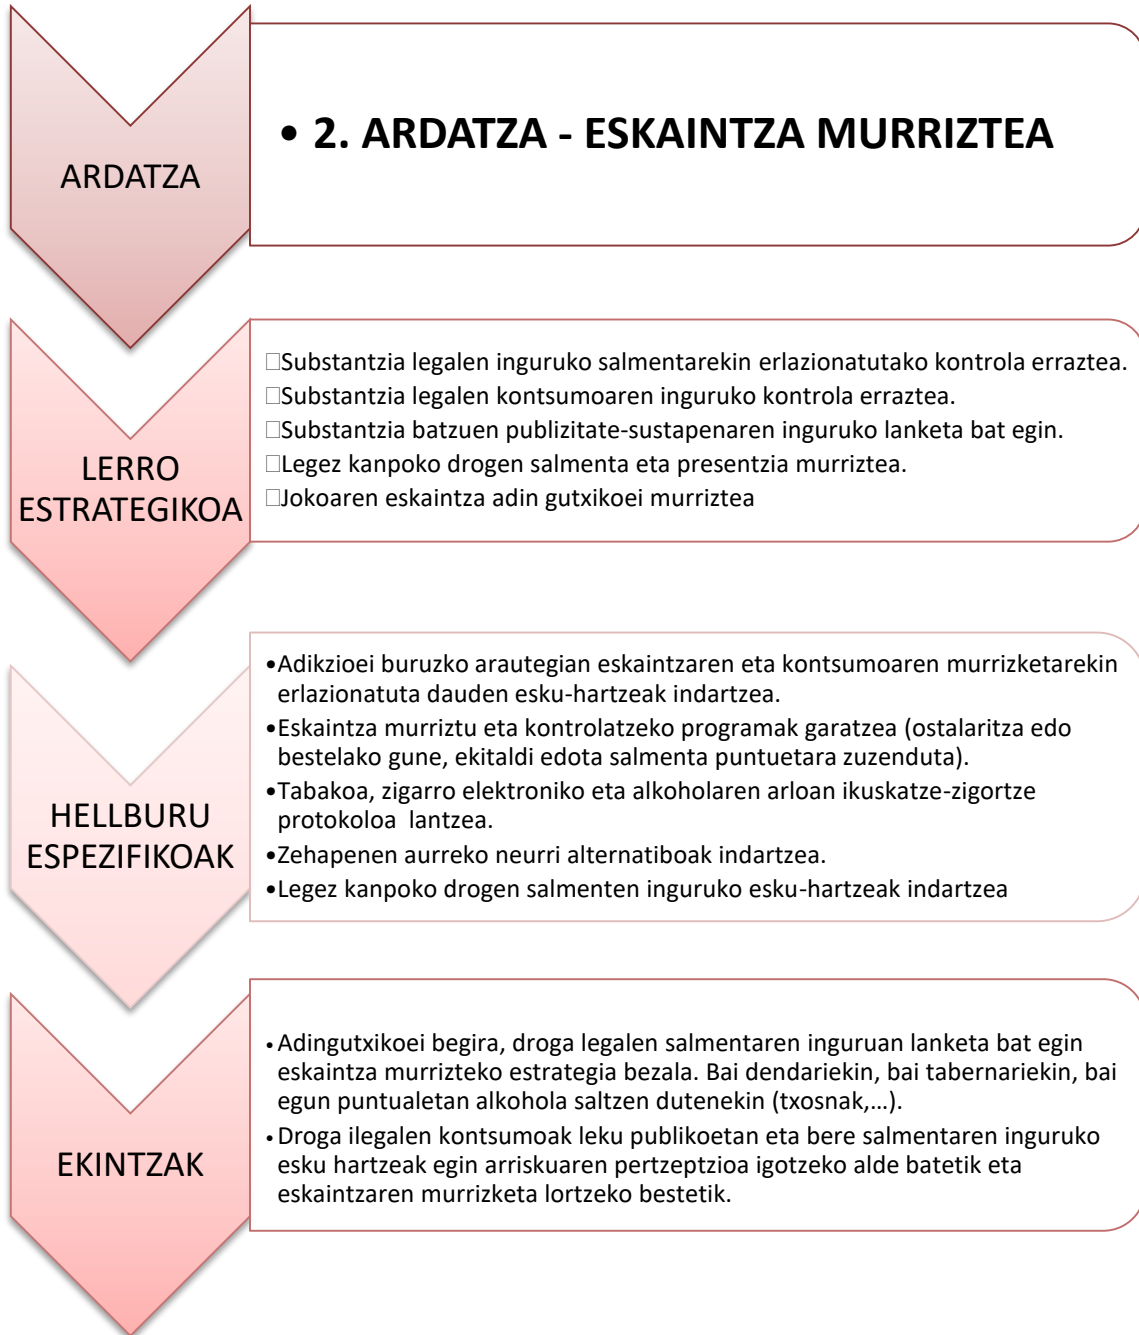 ARDATZA
• 2. ARDATZA - ESKAINTZA MURRIZTEA
LERRO
ESTRATEGIKOA
□Substantzia legalen inguruko salmentarekin erlazionatutako kontrola erraztea.
□Substantzia legalen kontsumoaren inguruko kontrola erraztea.
□Substantzia batzuen publizitate-sustapenaren inguruko lanketa bat egin.
□Legez kanpoko drogen salmenta eta presentzia murriztea.
□Jokoaren eskaintza adin gutxikoei murriztea
HELLBURU
ESPEZIFIKOAK
•Adikzioei buruzko arautegian eskaintzaren eta kontsumoaren murrizketarekin
erlazionatuta dauden esku-hartzeak indartzea.
•Eskaintza murriztu eta kontrolatzeko programak garatzea (ostalaritza edo
bestelako gune, ekitaldi edota salmenta puntuetara zuzenduta).
•Tabakoa, zigarro elektroniko eta alkoholaren arloan ikuskatze-zigortze
protokoloa lantzea.
•Zehapenen aurreko neurri alternatiboak indartzea.
•Legez kanpoko drogen salmenten inguruko esku-hartzeak indartzea
EKINTZAK
• Adingutxikoei begira, droga legalen salmentaren inguruan lanketa bat egin
eskaintza murrizteko estrategia bezala. Bai dendariekin, bai tabernariekin, bai
egun puntualetan alkohola saltzen dutenekin (txosnak,...).
• Droga ilegalen kontsumoak leku publikoetan eta bere salmentaren inguruko
esku hartzeak egin arriskuaren pertzeptzioa igotzeko alde batetik eta
eskaintzaren murrizketa lortzeko bestetik.